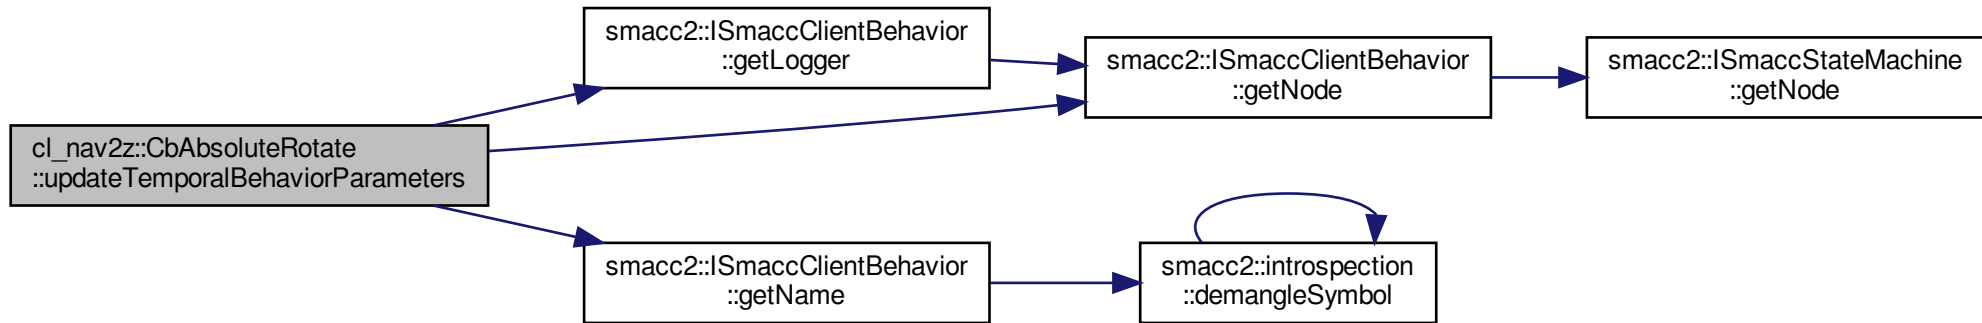 cl_nav2z::CbAbsoluteRotate
::updateTemporalBehaviorParameters
smacc2::ISmaccClientBehavior
::getLogger
smacc2::ISmaccClientBehavior
::getNode
smacc2::ISmaccStateMachine
::getNode
smacc2::ISmaccClientBehavior
::getName
smacc2::introspection
::demangleSymbol